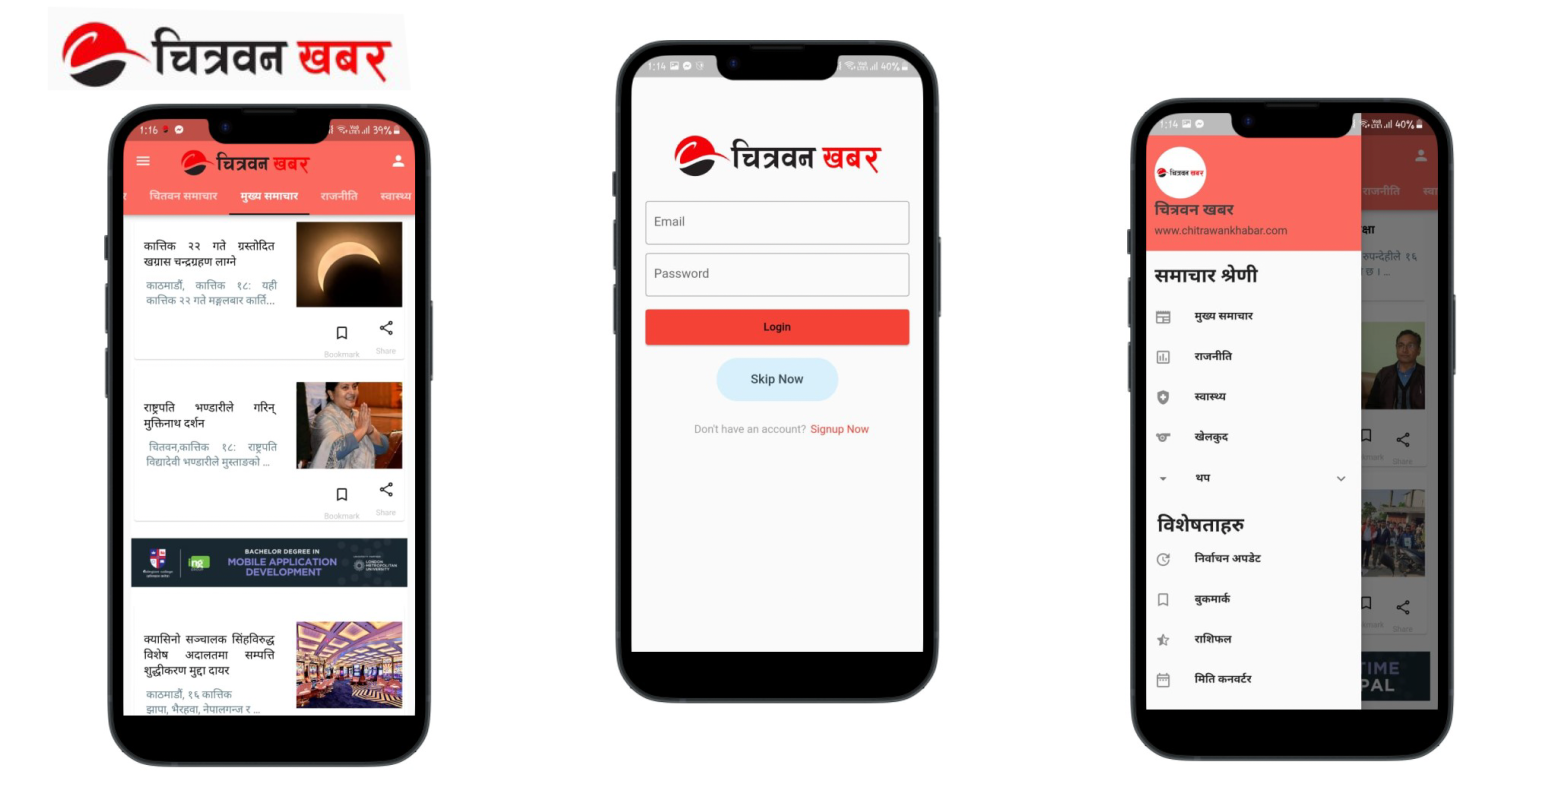 चित्रवन खबर
1:16
39%
चित्रवन खबर
चितवन समाचार मुख्य समाचार राजनीति स्वास्थ्य
कात्तिक २२ गते ग्रस्तोदित
खग्रास चन्द्रग्रहण लाग्ने
काठमाडौं, कात्तिक १८: यही
कात्तिक २२ गते मङ्गलबार कार्ति...
Bookmark Share
राष्ट्रपति भण्डारीले गरिन्
मुक्तिनाथ दर्शन
चितवन,कात्तिक १८: राष्ट्रपति
विद्यादेवी भण्डारीले मुस्ताङको ...
Bookmark Share
BACHELOR DEGREE IN
MOBILE APPLICATION
DEVELOPMENT
LONDON
METROPOLITAN
UNIVERSITY
क्यासिनो सञ्चालक सिंहविरुद्ध
विशेष अदालतमा सम्पत्ति
शुद्धीकरण मुद्दा दायर
काठमाडौं, १६ कात्तिक
झापा, भैरहवा, नेपालगन्ज र ...
1:14
40%
चित्रवन खबर
Email
Password
Login
Skip Now
Don't have an account? Signup Now
1:14
40%
चित्रवन खबर
चित्रवन खबर
www.chitrawankhabar.com
समाचार श्रेणी
मुख्य समाचार
राजनीति
स्वास्थ्य
खेलकुद
थप
विशेषताहरु
निर्वाचन अपडेट
बुकमार्क
राशिफल
मिति कनवर्टर
राजनीति
रुपन्देहीले १६
छ । ...
Share
Share
TIME
PAL